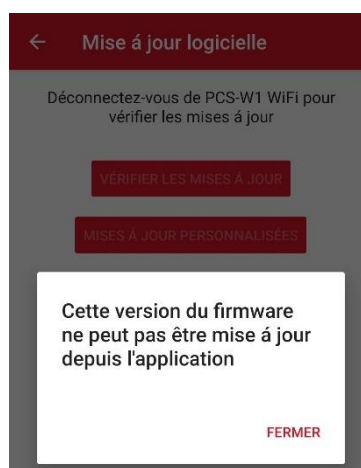 ← Mise á jour logicielle
Déconnectez-vous de PCS-W1 WiFi pour
vérifier les mises á jour
VÉRIFIER LES MISES Á JOUR
MISES Á JOUR PERSONNALISÉES
Cette version du firmware
ne peut pas être mise á jour
depuis l'application
FERMER